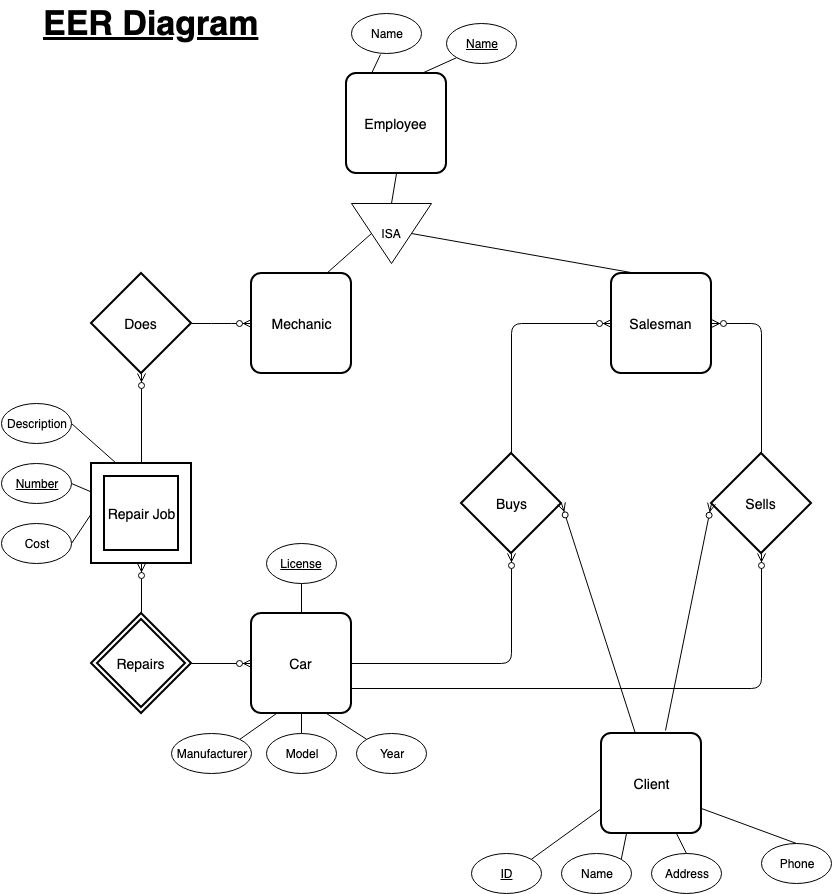 EER Diagram
Name
Name
Employee
ISA
Does
Mechanic
Salesman
Description
Number
Cost
Repair Job
Buys
Sells
License
Repairs
Car
Manufacturer
Model
Year
Client
ID
Name
Address
Phone